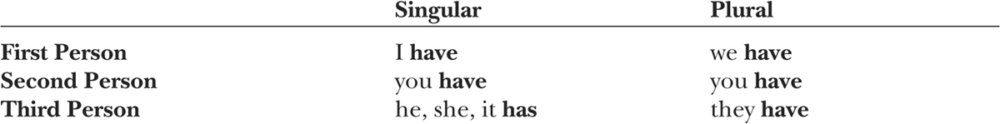 Singular Plural
First Person I have we have
Second Person you have you have
Third Person he, she, it has they have